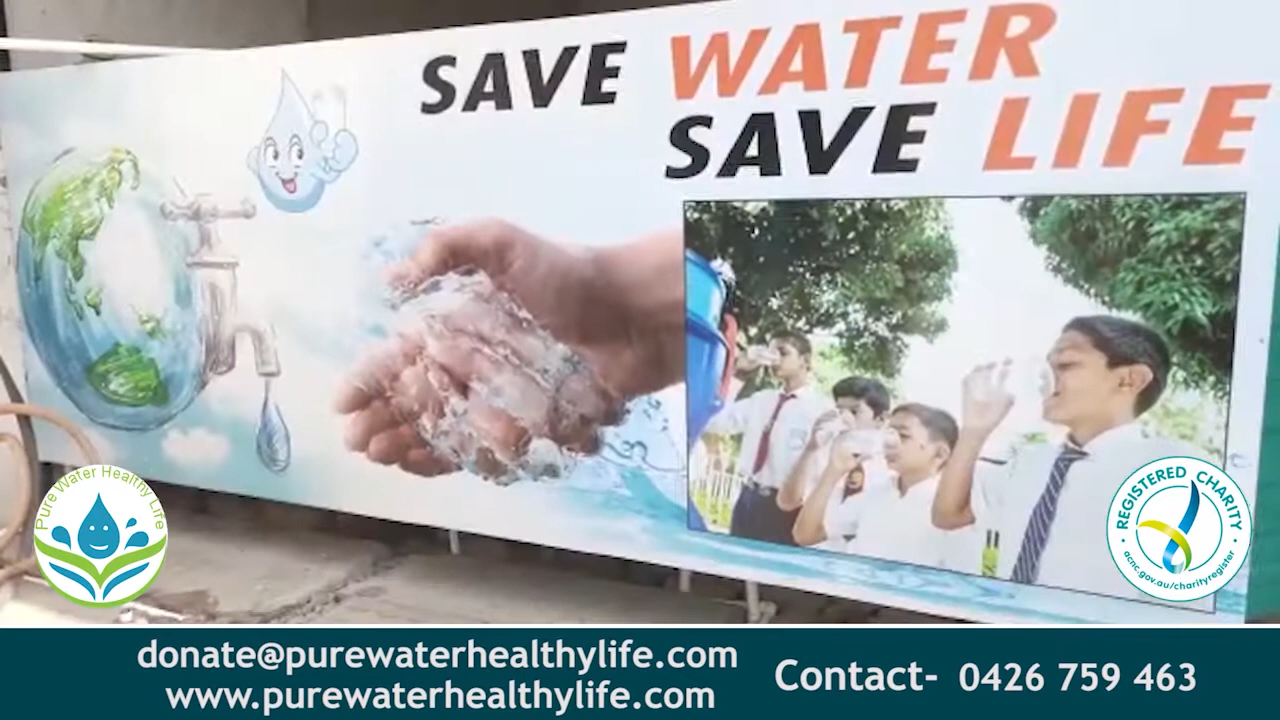 SAVE WATER
SAVE LIFE
Pure Water Healthy Life
REGISTERED CHARITY
acnc.gov.au/charityregister
donate@purewaterhealthylife.com
www.purewaterhealthylife.com
Contact- 0426 759 463